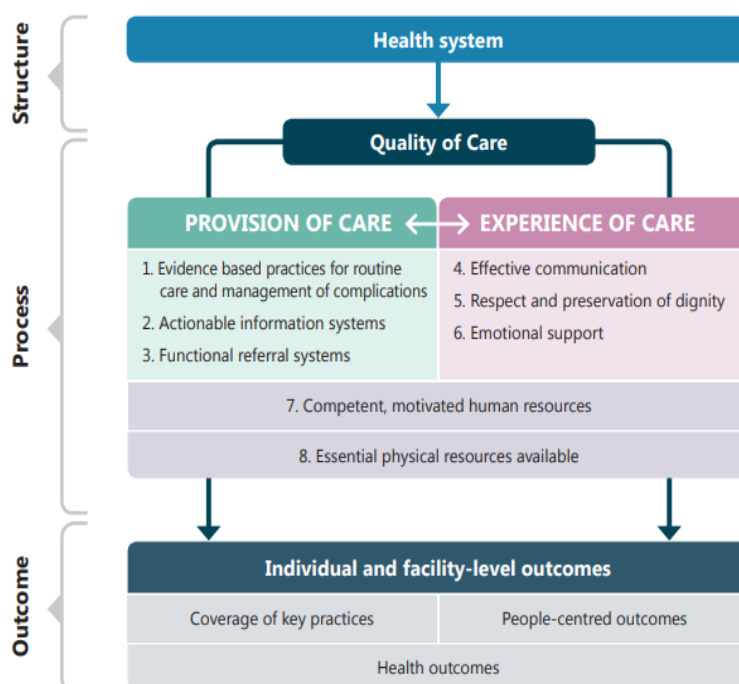 Structure
Health system
Process
Quality of Care
PROVISION OF CARE
EXPERIENCE OF CARE
1. Evidence based practices for routine
care and management of complications
2. Actionable information systems
3. Functional referral systems
4. Effective communication
5. Respect and preservation of dignity
6. Emotional support
7. Competent, motivated human resources
8. Essential physical resources available
Outcome
Individual and facility-level outcomes
Coverage of key practices
People-centred outcomes
Health outcomes